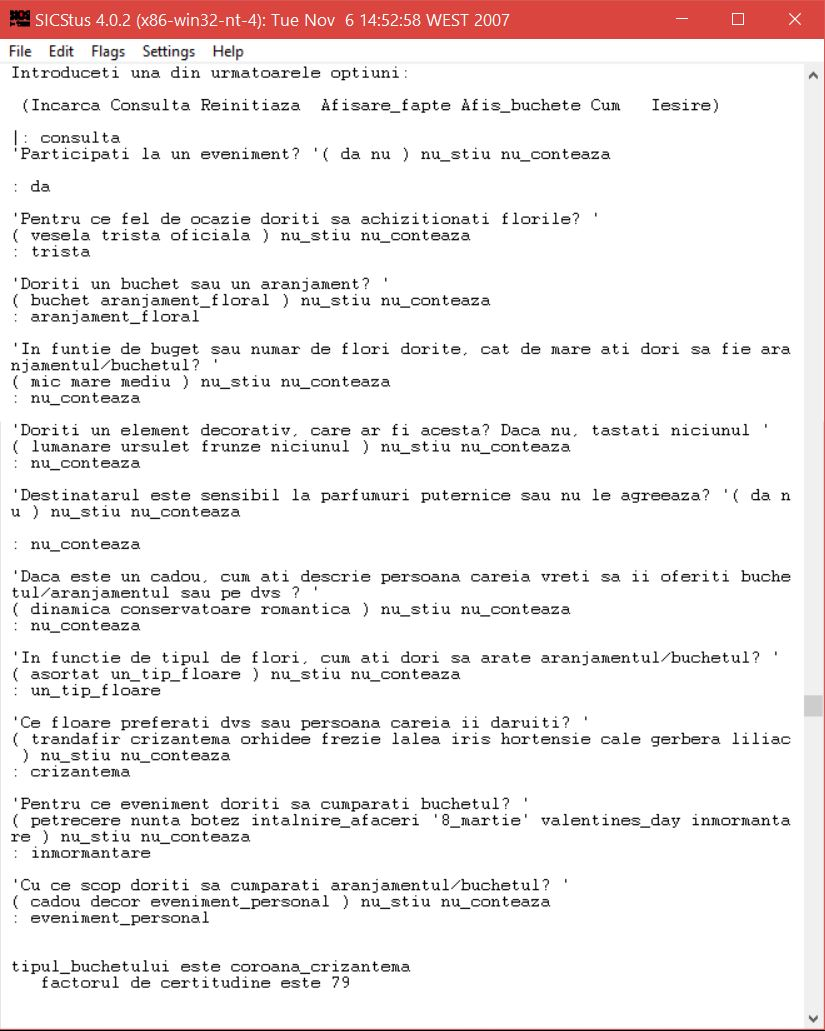 SICStus 4.0.2 (x86-win32-nt-4): Tue Nov  6 14:52:58 WEST 2007
File Edit Flags Settings Help
Introduceti una din urmatoarele optiuni:
(Incarca Consulta Reinitiaza  Afisare_fapte Afis_buchete Cum   Iesire)
|: consulta
'Participati la un eveniment? '( da nu ) nu_stiu nu_conteaza
: da
'Pentru ce fel de ocazie doriti sa achizitionati florile? '
( vesela trista oficiala ) nu_stiu nu_conteaza
: trista
'Doriti un buchet sau un aranjament? '
( buchet aranjament_floral ) nu_stiu nu_conteaza
: aranjament_floral
'In funtie de buget sau numar de flori dorite, cat de mare ati dori sa fie ara
njamentul/buchetul? '
( mic mare mediu ) nu_stiu nu_conteaza
: nu_conteaza
'Doriti un element decorativ, care ar fi acesta? Daca nu, tastati niciunul '
( lumanare ursulet frunze niciunul ) nu_stiu nu_conteaza
: nu_conteaza
'Destinatarul este sensibil la parfumuri puternice sau nu le agreeaza? '( da n
u ) nu_stiu nu_conteaza
: nu_conteaza
'Daca este un cadou, cum ati descrie persoana careia vreti sa ii oferiti buche
tul/aranjamentul sau pe dvs ? '
( dinamica conservatoare romantica ) nu_stiu nu_conteaza
: nu_conteaza
'In functie de tipul de flori, cum ati dori sa arate aranjamentul/buchetul? '
( asortat un_tip_floare ) nu_stiu nu_conteaza
: un_tip_floare
'Ce floare preferati dvs sau persoana careia ii daruiti? '
( trandafir crizantema orhidee frezie lalea iris hortensie cale gerbera liliac
) nu_stiu nu_conteaza
: crizantema
'Pentru ce eveniment doriti sa cumparati buchetul? '
( petrecere nunta botez intalnire_afaceri '8_martie' valentines_day inmormanta
re ) nu_stiu nu_conteaza
: inmormantare
'Cu ce scop doriti sa cumparati aranjamentul/buchetul? '
( cadou decor eveniment_personal ) nu_stiu nu_conteaza
: eveniment_personal
tipul_buchetului este coroana_crizantema
factorul de certitudine este 79